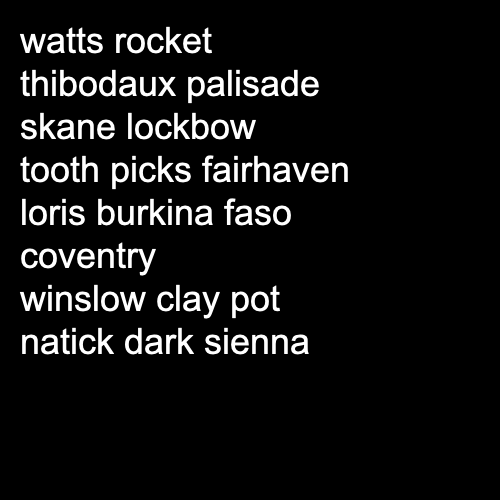 watts rocket
thibodaux palisade
skane lockbow
tooth picks fairhaven
loris burkina faso
coventry
winslow clay pot
natick dark sienna